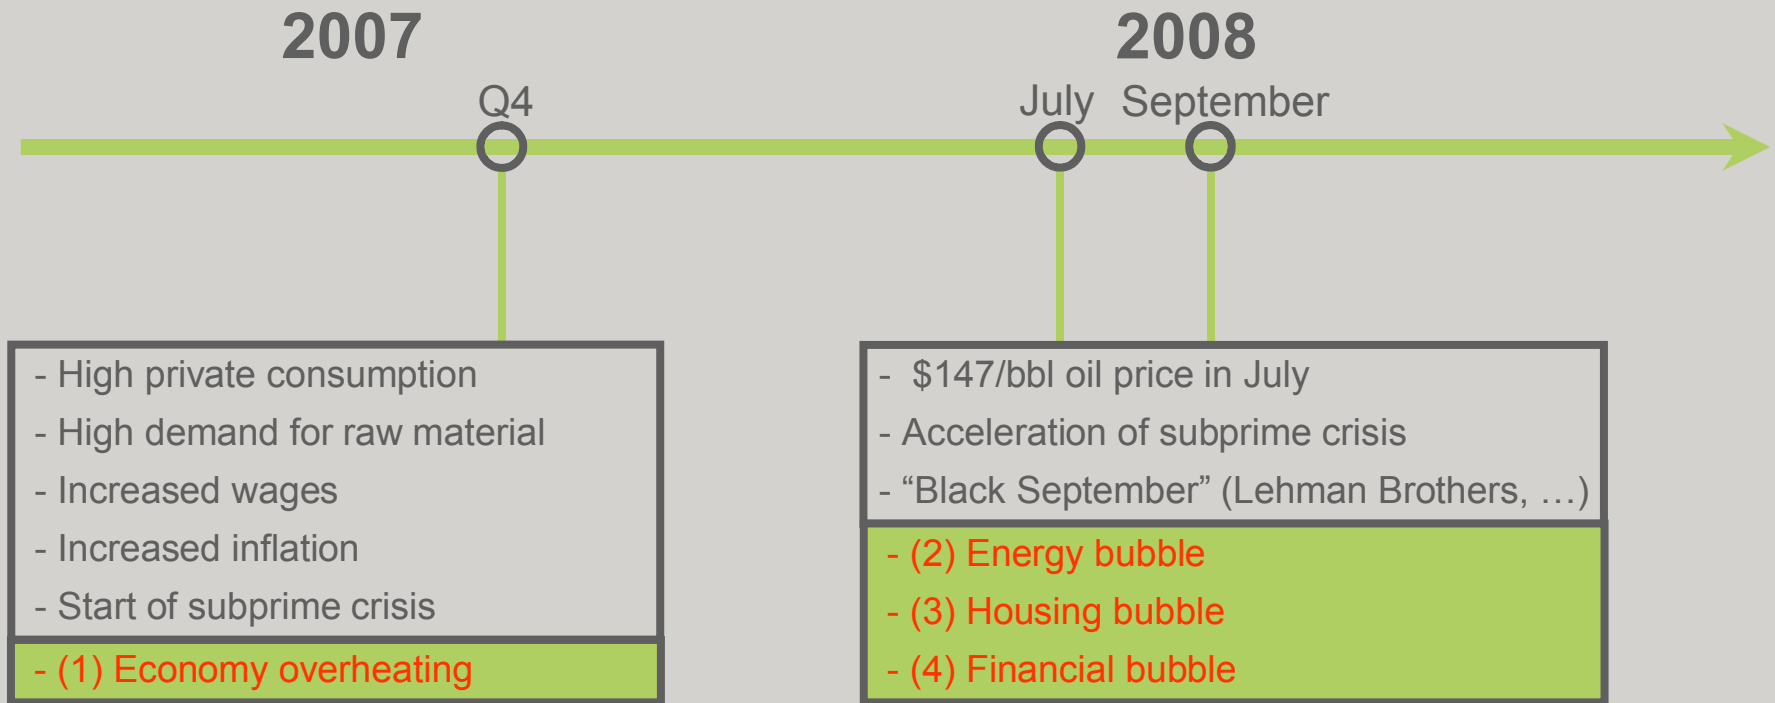 2007
2008
Q4
July
September
- High private consumption
- High demand for raw material
- Increased wages
- Increased inflation
- Start of subprime crisis
- (1) Economy overheating
- $147/bbl oil price in July
- Acceleration of subprime crisis
- “Black September” (Lehman Brothers, …)
- (2) Energy bubble
- (3) Housing bubble
- (4) Financial bubble